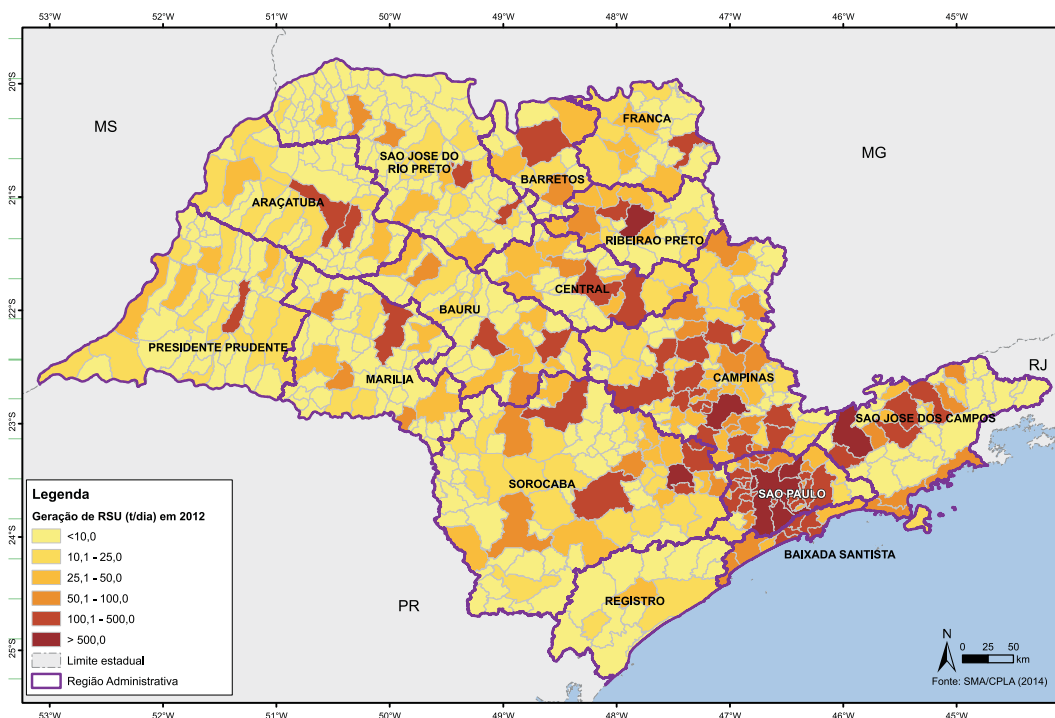 53°W 52°W 51°W 50°W 49°W 48°W 47°W 46°W 45°W
20°S
21°S
22°S
23°S
24°S
25°S
MS
MG
RJ
PR
FRANCA
SAO JOSE DO
RIO PRETO
BARRETOS
ARAÇATUBA
RIBEIRAO PRETO
CENTRAL
BAURU
PRESIDENTE PRUDENTE
MARILIA
CAMPINAS
SAO JOSE DOS CAMPOS
SOROCABA
SAO PAULO
BAIXADA SANTISTA
REGISTRO
Legenda
Geração de RSU (t/dia) em 2012
<10,0
10,1 - 25,0
25,1 - 50,0
50,1 - 100,0
100,1 - 500,0
> 500,0
Limite estadual
Região Administrativa
N
0 25 50
km
Fonte: SMA/CPLA (2014)
53°W 52°W 51°W 50°W 49°W 48°W 47°W 46°W 45°W